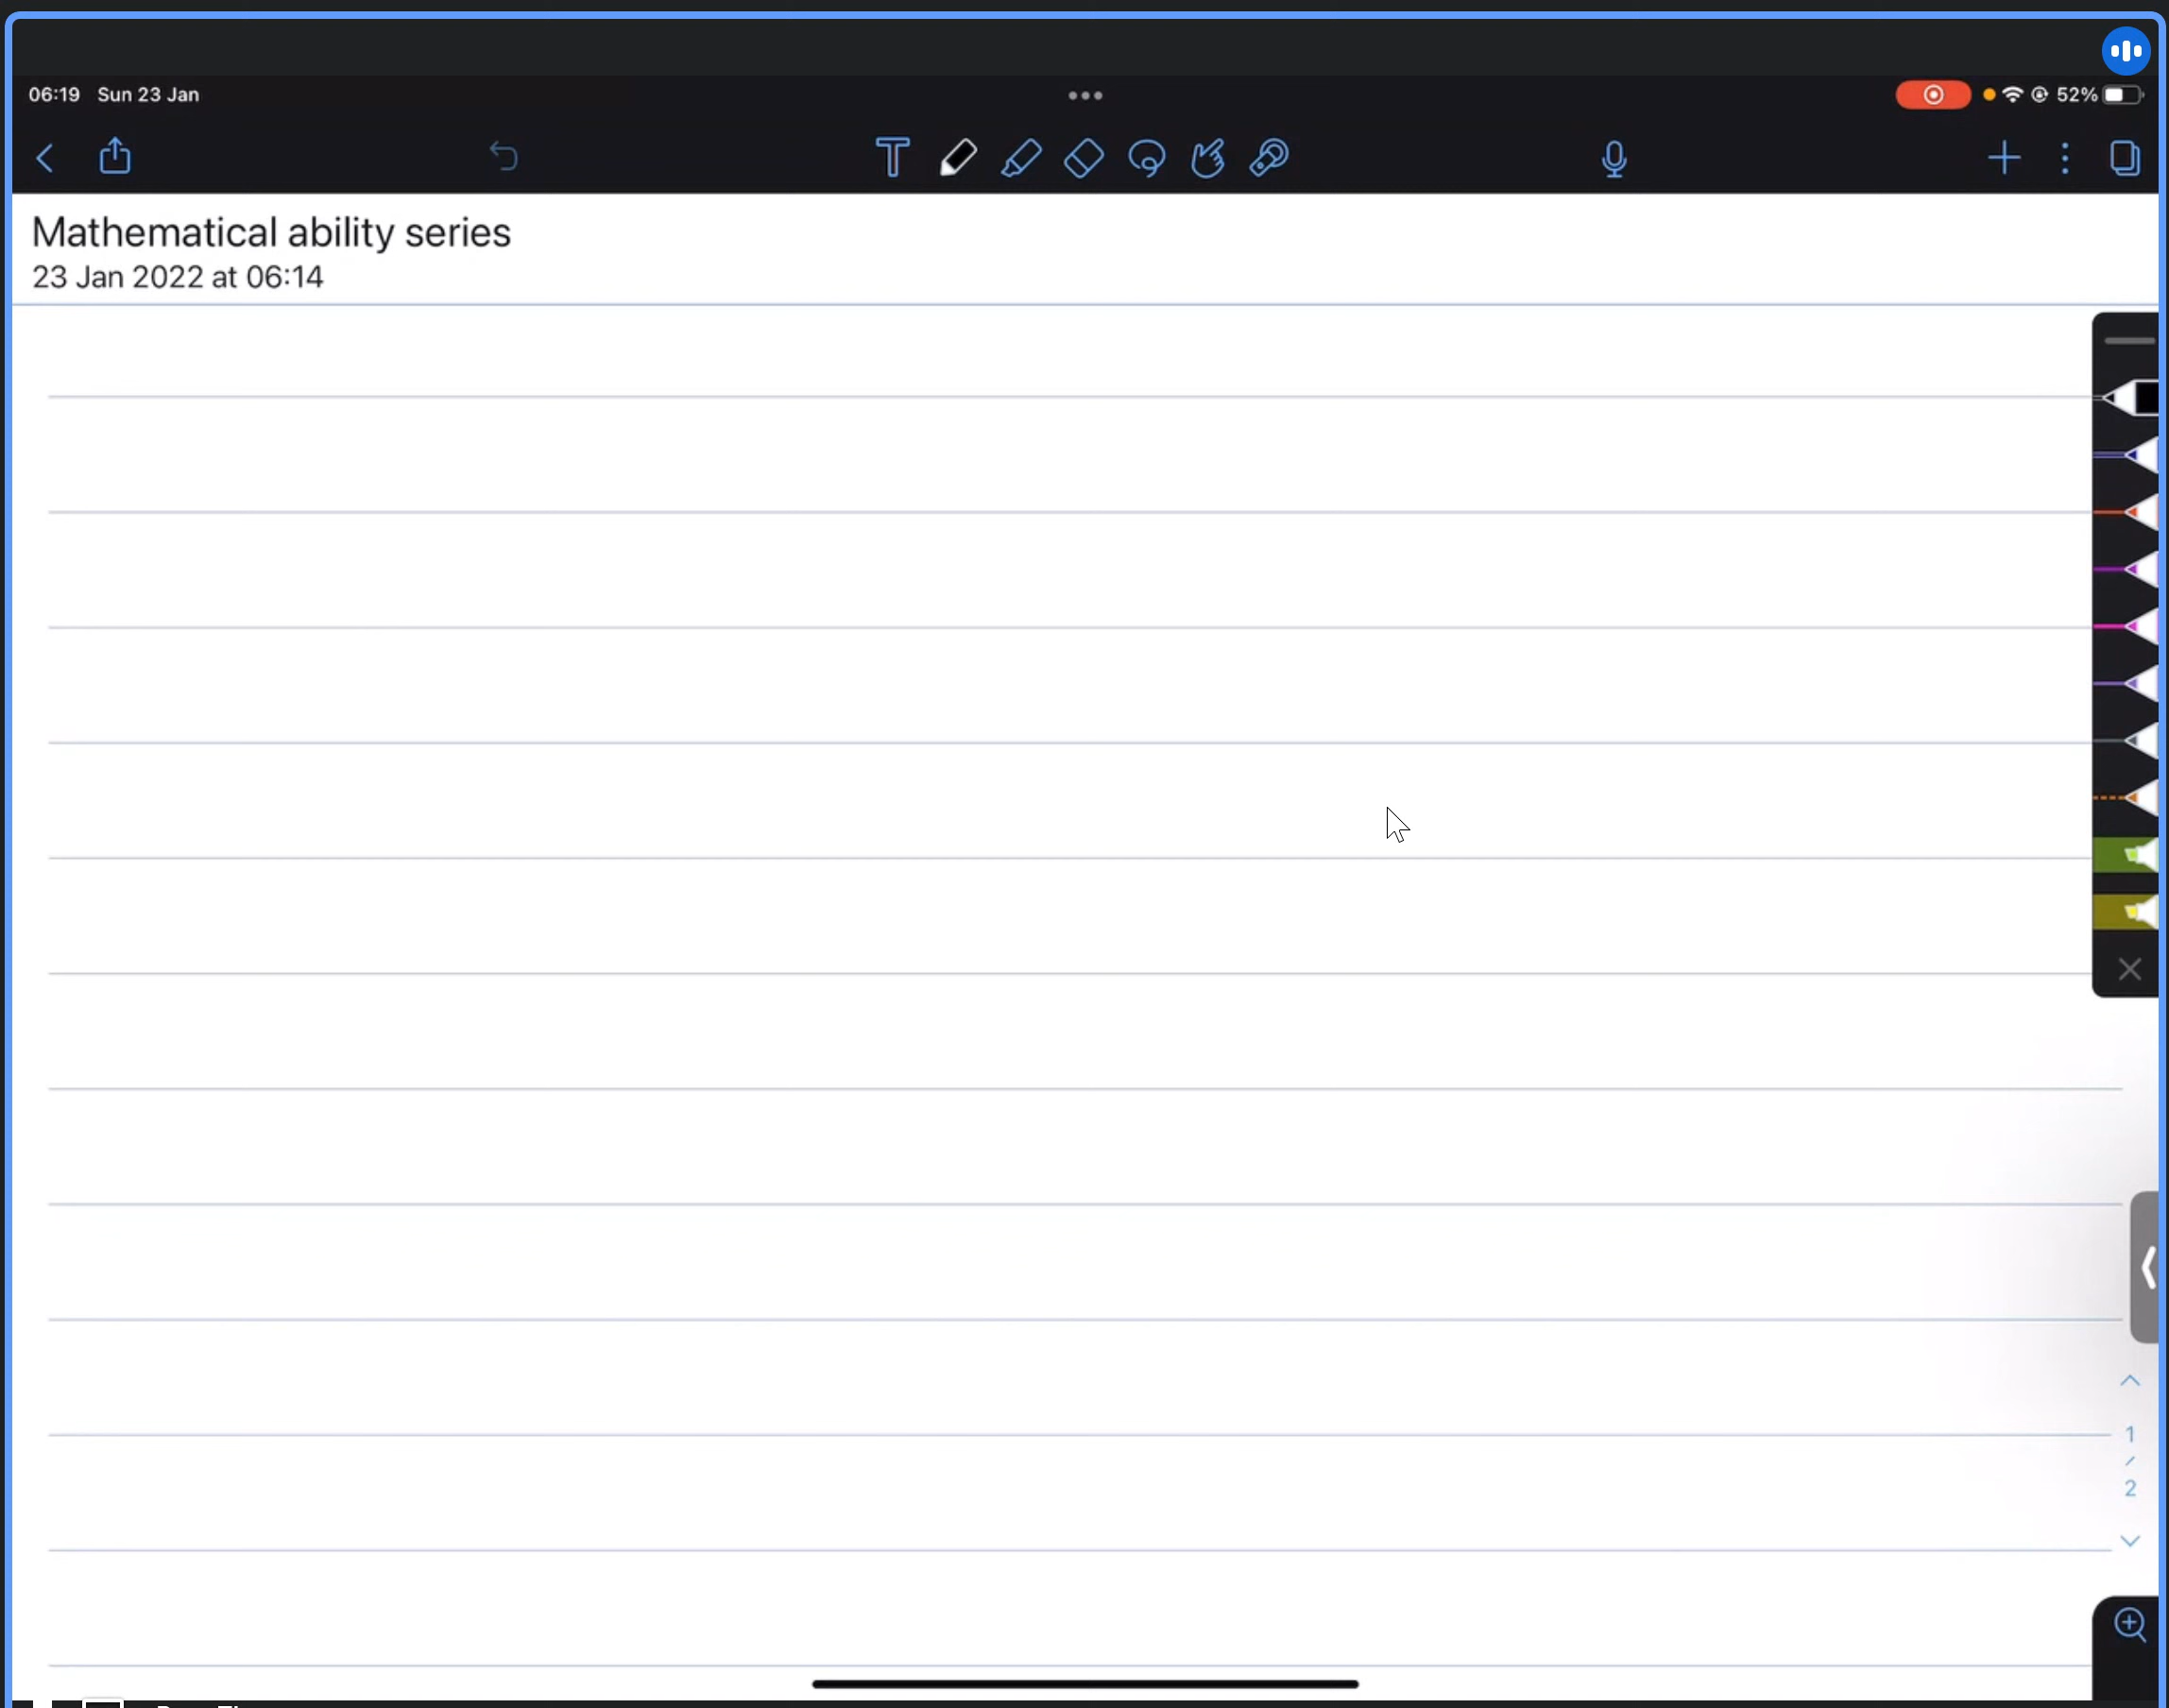 06:19 Sun 23 Jan
52%
T
Mathematical ability series
23 Jan 2022 at 06:14
1
/
2